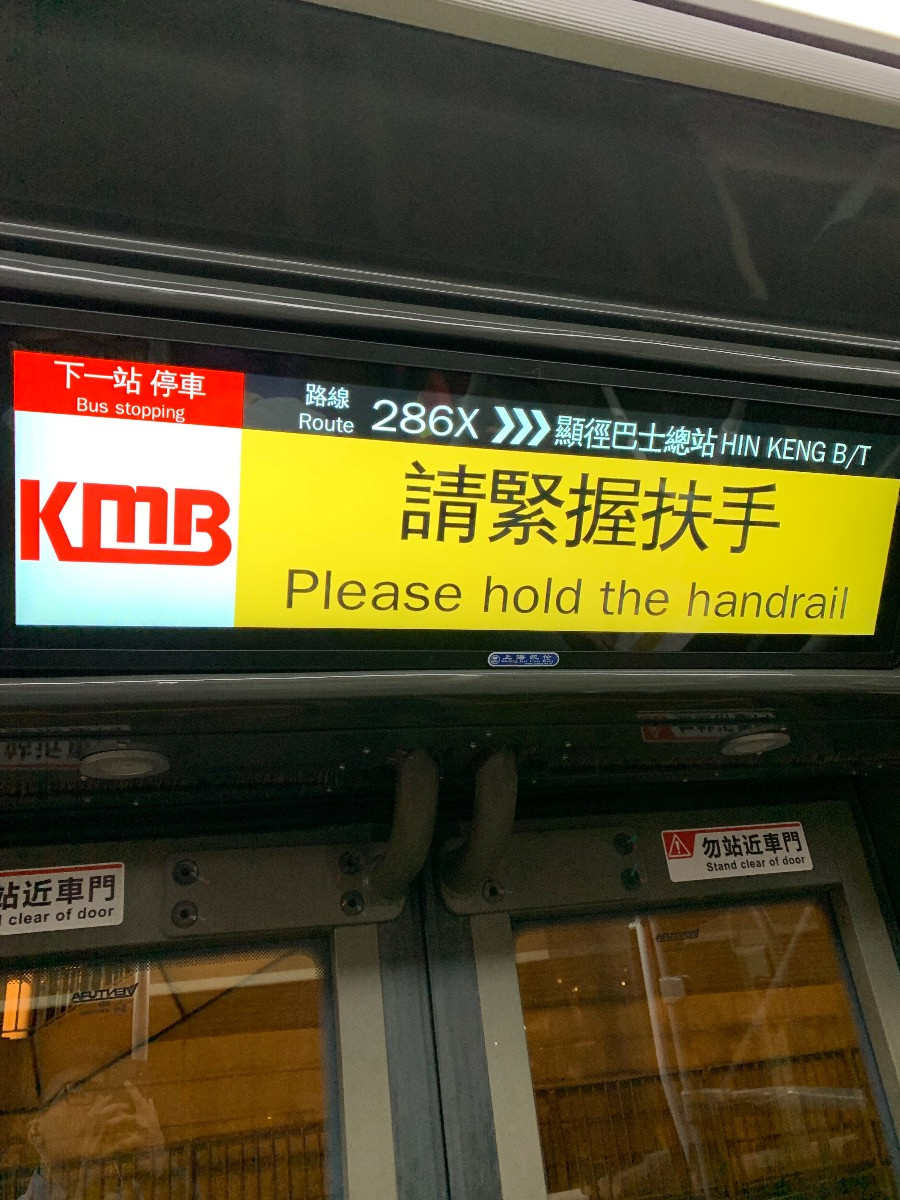 下一站 停車
Bus stopping
路線
Route
286X
顯徑巴士總站 HIN KENG B/T
KMB
請緊握扶手
Please hold the handrail
勿站近車門
Stand clear of door
站近車門
clear of door
VENTURA